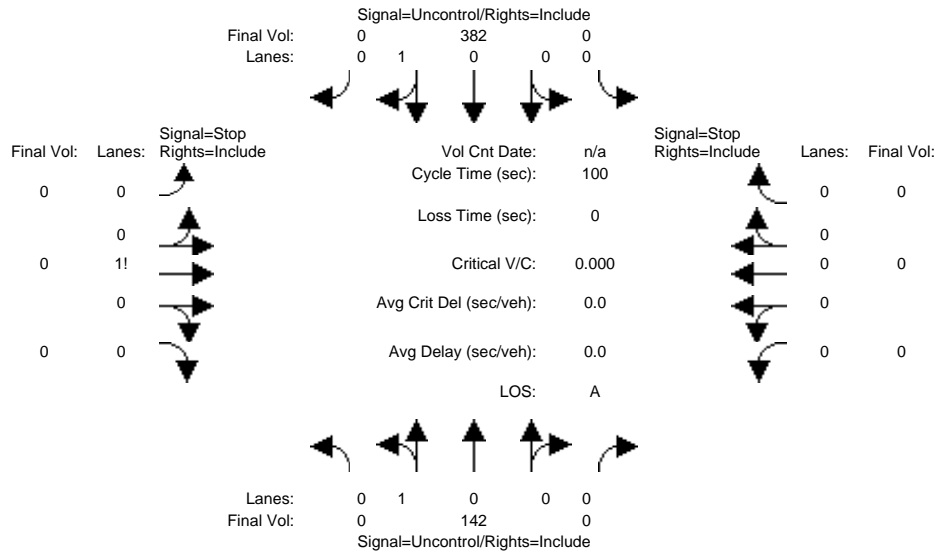 Signal=Uncontrol/Rights=Include
Final Vol: 0 382 0
Lanes: 0 1 0 0 0
Signal=Stop Signal=Stop
Final Vol: Lanes: Rights=Include Vol Cnt Date: n/a Rights=Include Lanes: Final Vol:
Cycle Time (sec): 100
0 0 0 0
Loss Time (sec): 0
0 0
0 1! Critical V/C: 0.000 0 0
0 Avg Crit Del (sec/veh): 0.0 0
0 0 Avg Delay (sec/veh): 0.0 0 0
LOS: A
Lanes: 0 1 0 0 0
Final Vol: 0 142 0
Signal=Uncontrol/Rights=Include